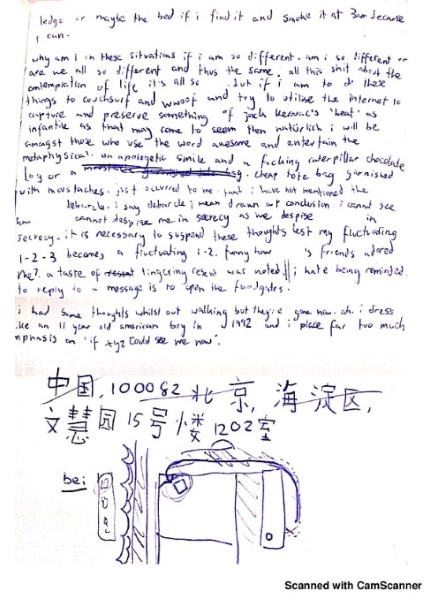 ledge or maybe the bed if i find it and smoke it at 3am because
i can.
why am i in these situations if i am so different. am i so different or
are we all so different and thus the same. all this shit about the
contemplation of life it's all so but if i am to do these
things to couchsurf and wwoof and try to utilise the internet to
capture and preserve something of jack kerouac's 'beat' as
infantile as that may come to seem then natürlich i will be
amongst those who use the word awesome and entertain the
metaphysical. un apologetic smile and a fucking caterpillar chocolate
log or a cheap tote bag garnished
with moustaches. just occurred to me that i have not mentioned the
debarcle. i say debarcle i mean drawn out conclusion. i cannot see
how cannot despise me in secrecy as we despise in
secrecy. it is necessary to suspend these thoughts lest my fluctuating
1-2-3 becomes a fluctuating 1-2. funny how 's friends adored
me?. a taste of lingering resent was noted. i hate being reminded.
to reply to a message is to open the floodgates.
i had some thoughts whilst out walking but they're gone now. ah. i dress
like an 11 year old american boy in 1992 and i place far too much
emphasis on 'if xyz could see me now'.
中国, 100082 北京, 海淀区,
文慧园15号楼1202室
bei
Scanned with CamScanner